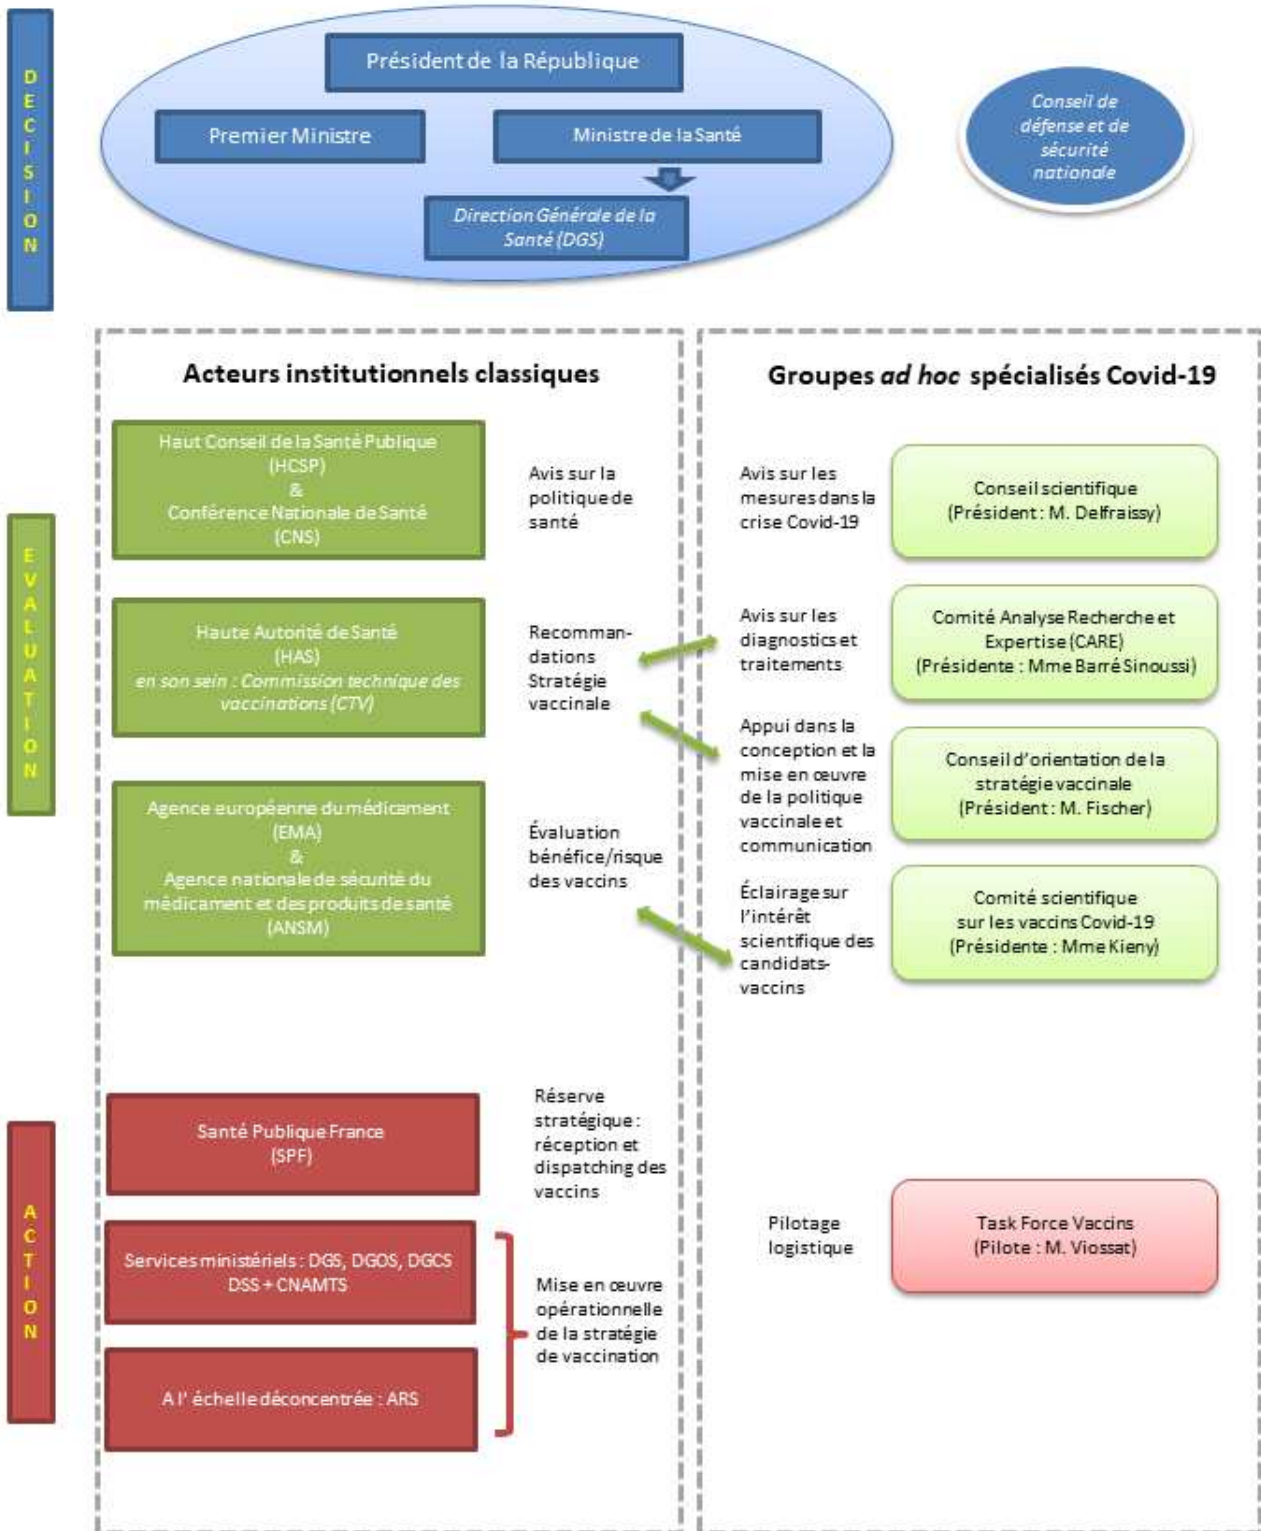 DECISION
Président de la République
Premier Ministre
Ministre de la Santé
Direction Générale de la
Santé (DGS)
Conseil de
défense et de
sécurité
nationale
Acteurs institutionnels classiques
Groupes ad hoc spécialisés Covid-19
EVALUATION
Haut Conseil de la Santé Publique
(HCSP)
&
Conférence Nationale de Santé
(CNS)
Avis sur la
politique de
santé
Avis sur les
mesures dans la
crise Covid-19
Conseil scientifique
(Président : M. Delfraissy)
Haute Autorité de Santé
(HAS)
en son sein : Commission technique des
vaccinations (CTV)
Recomman-
dations
Stratégie
vaccinale
Avis sur les
diagnostics et
traitements
Comité Analyse Recherche et
Expertise (CARE)
(Présidente : Mme Barré Sinoussi)
Appui dans la
conception et la
mise en œuvre
de la politique
vaccinale et
communication
Conseil d'orientation de la
stratégie vaccinale
(Président : M. Fischer)
Agence européenne du médicament
(EMA)
&
Agence nationale de sécurité du
médicament et des produits de santé
(ANSM)
Évaluation
bénéfice/risque
des vaccins
Éclairage sur
l'intérêt
scientifique des
candidats-
vaccins
Comité scientifique
sur les vaccins Covid-19
(Présidente : Mme Kieny)
ACTION
Santé Publique France
(SPF)
Réserve
stratégique :
réception et
dispatching des
vaccins
Services ministériels : DGS, DGOS, DGCS
DSS + CNAMTS
A l' échelle déconcentrée : ARS
Mise en œuvre
opérationnelle
de la stratégie
de vaccination
Pilotage
logistique
Task Force Vaccins
(Pilote : M. Viossat)